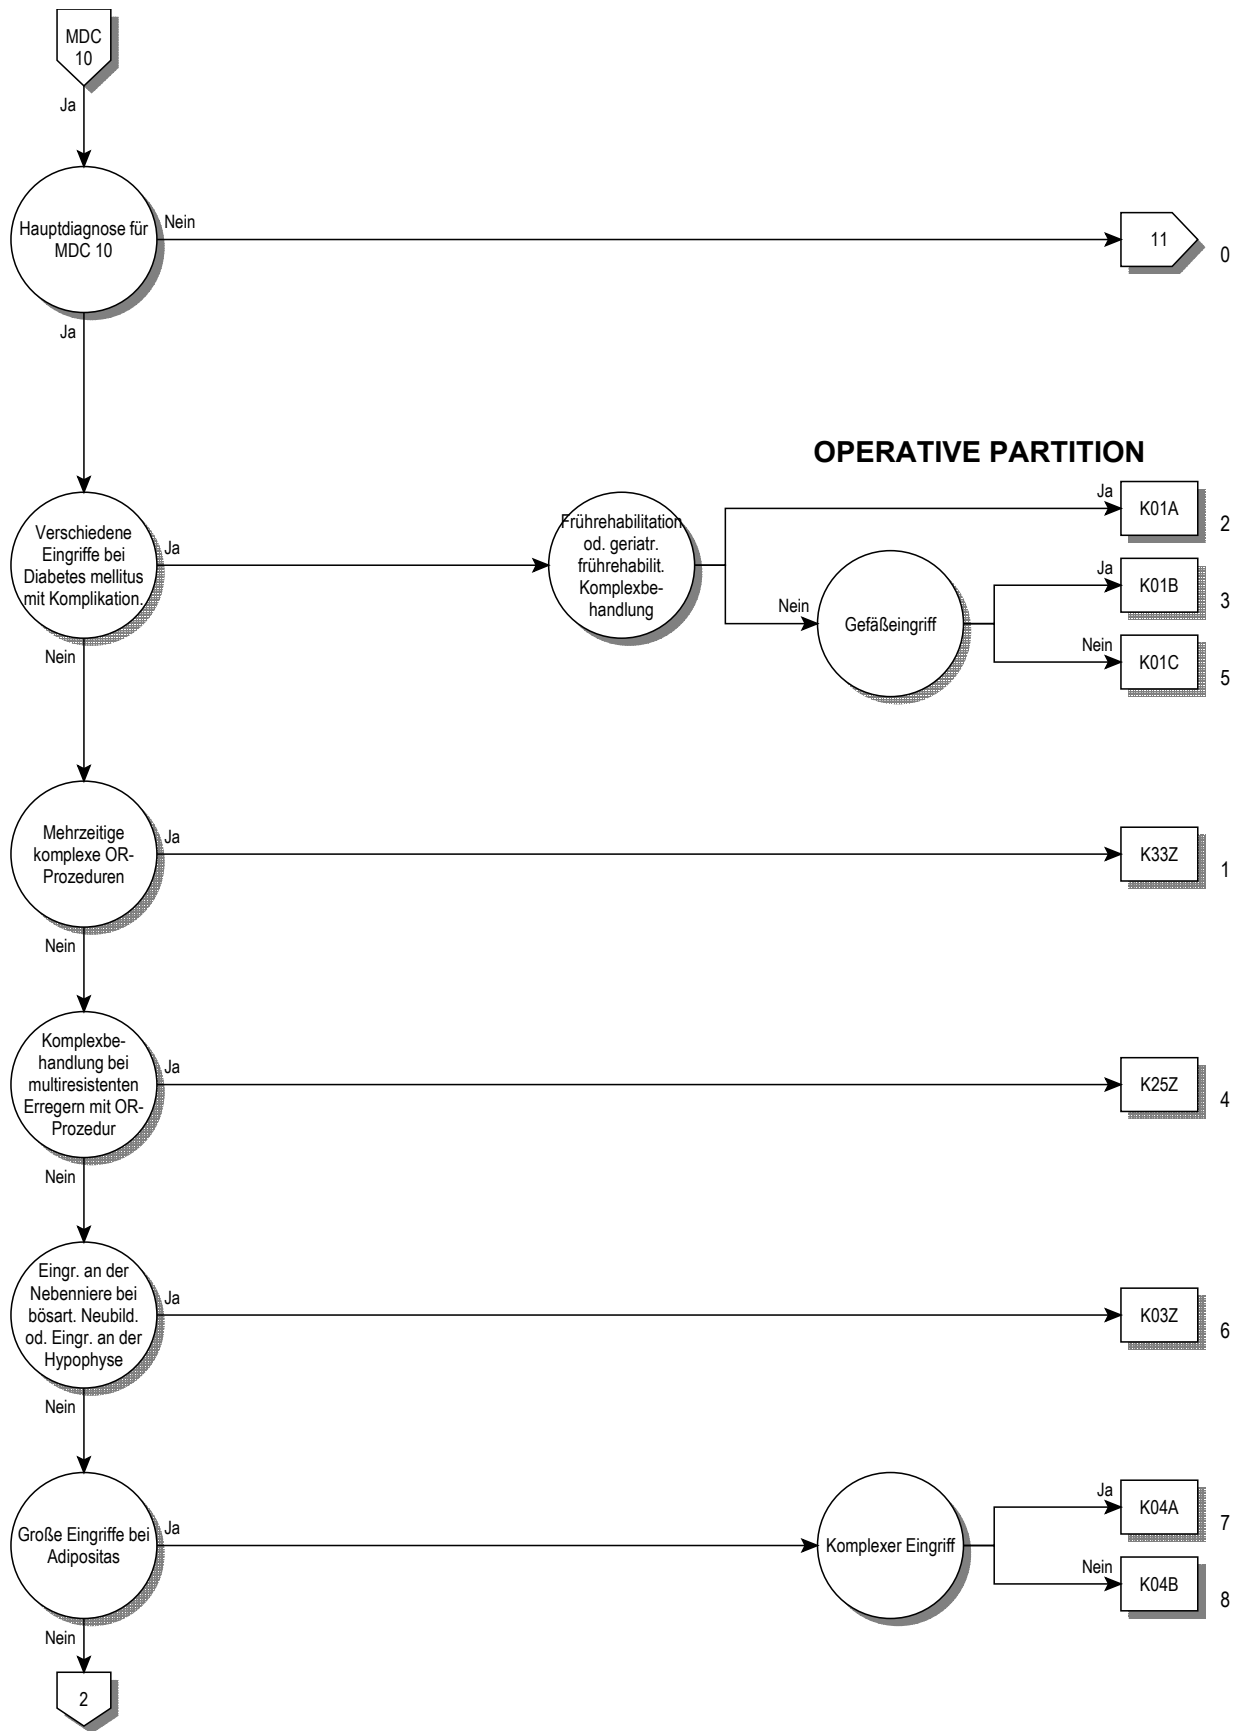 MDC
10
Ja
Hauptdiagnose für
MDC 10
Nein
11
0
Ja
OPERATIVE PARTITION
Verschiedene
Eingriffe bei
Diabetes mellitus
mit Komplikation.
Ja
Frührehabilitation
od. geriatr.
frührehabilit.
Komplexbe-
handlung
Ja
K01A
2
Nein
Gefäßeingriff
Ja
K01B
3
Nein
K01C
5
Nein
Mehrzeitige
komplexe OR-
Prozeduren
Ja
K33Z
1
Nein
Komplexbe-
handlung bei
multiresistenten
Erregern mit OR-
Prozedur
Ja
K25Z
4
Nein
Eingr. an der
Nebenniere bei
bösart. Neubild.
od. Eingr. an der
Hypophyse
Ja
K03Z
6
Nein
Große Eingriffe bei
Adipositas
Ja
Komplexer Eingriff
Ja
K04A
7
Nein
K04B
8
Nein
2